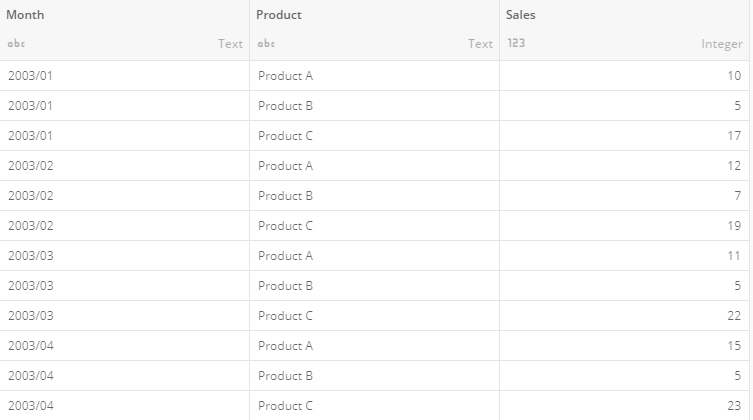 Month Product Sales
abc Text abc Text 123 Integer
2003/01 Product A 10
2003/01 Product B 5
2003/01 Product C 17
2003/02 Product A 12
2003/02 Product B 7
2003/02 Product C 19
2003/03 Product A 11
2003/03 Product B 5
2003/03 Product C 22
2003/04 Product A 15
2003/04 Product B 5
2003/04 Product C 23